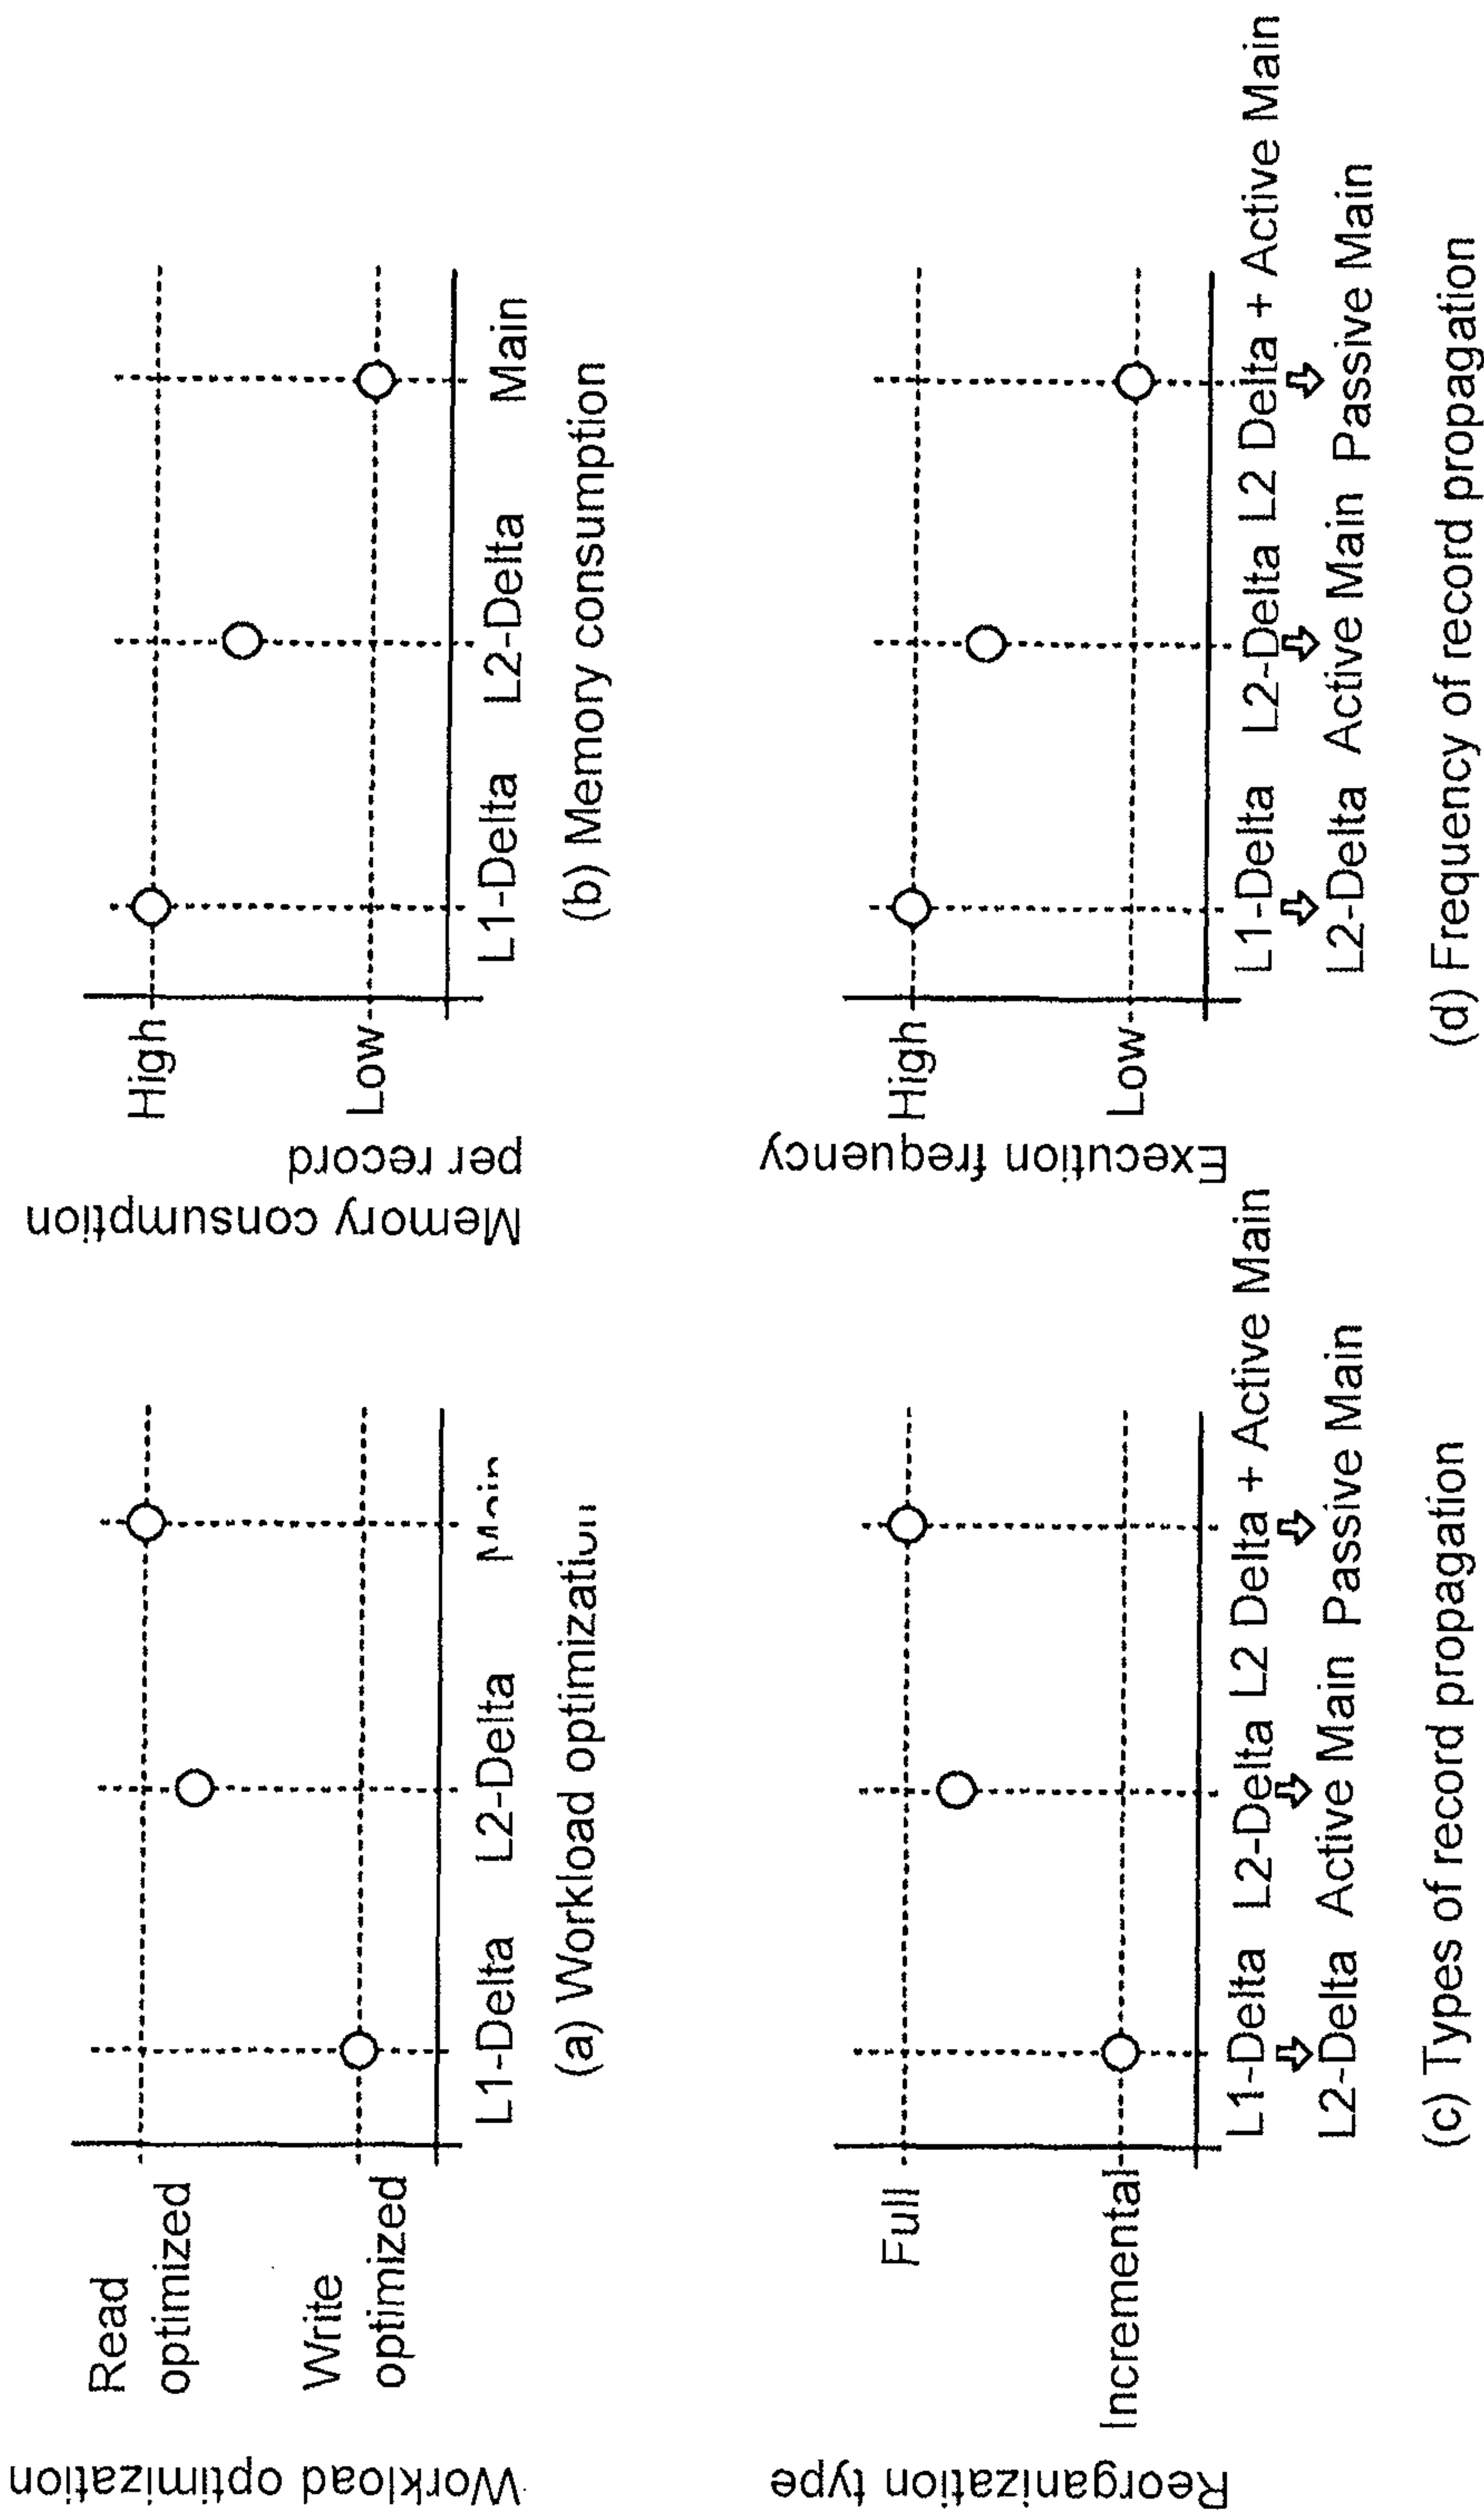 Workload optimization
Read
optimized
Write
optimized
L1-Delta L2-Delta Main
(a) Workload optimization
Memory consumption
per record
High
Low
L1-Delta L2-Delta Main
(b) Memory consumption
Reorganization type
Full
Incremental
L1-Delta L2-Delta L2 Delta + Active Main
L2-Delta Active Main Passive Main
(c) Types of record propagation
Execution frequency
High
Low
L1-Delta L2-Delta L2 Delta + Active Main
L2-Delta Active Main Passive Main
(d) Frequency of record propagation